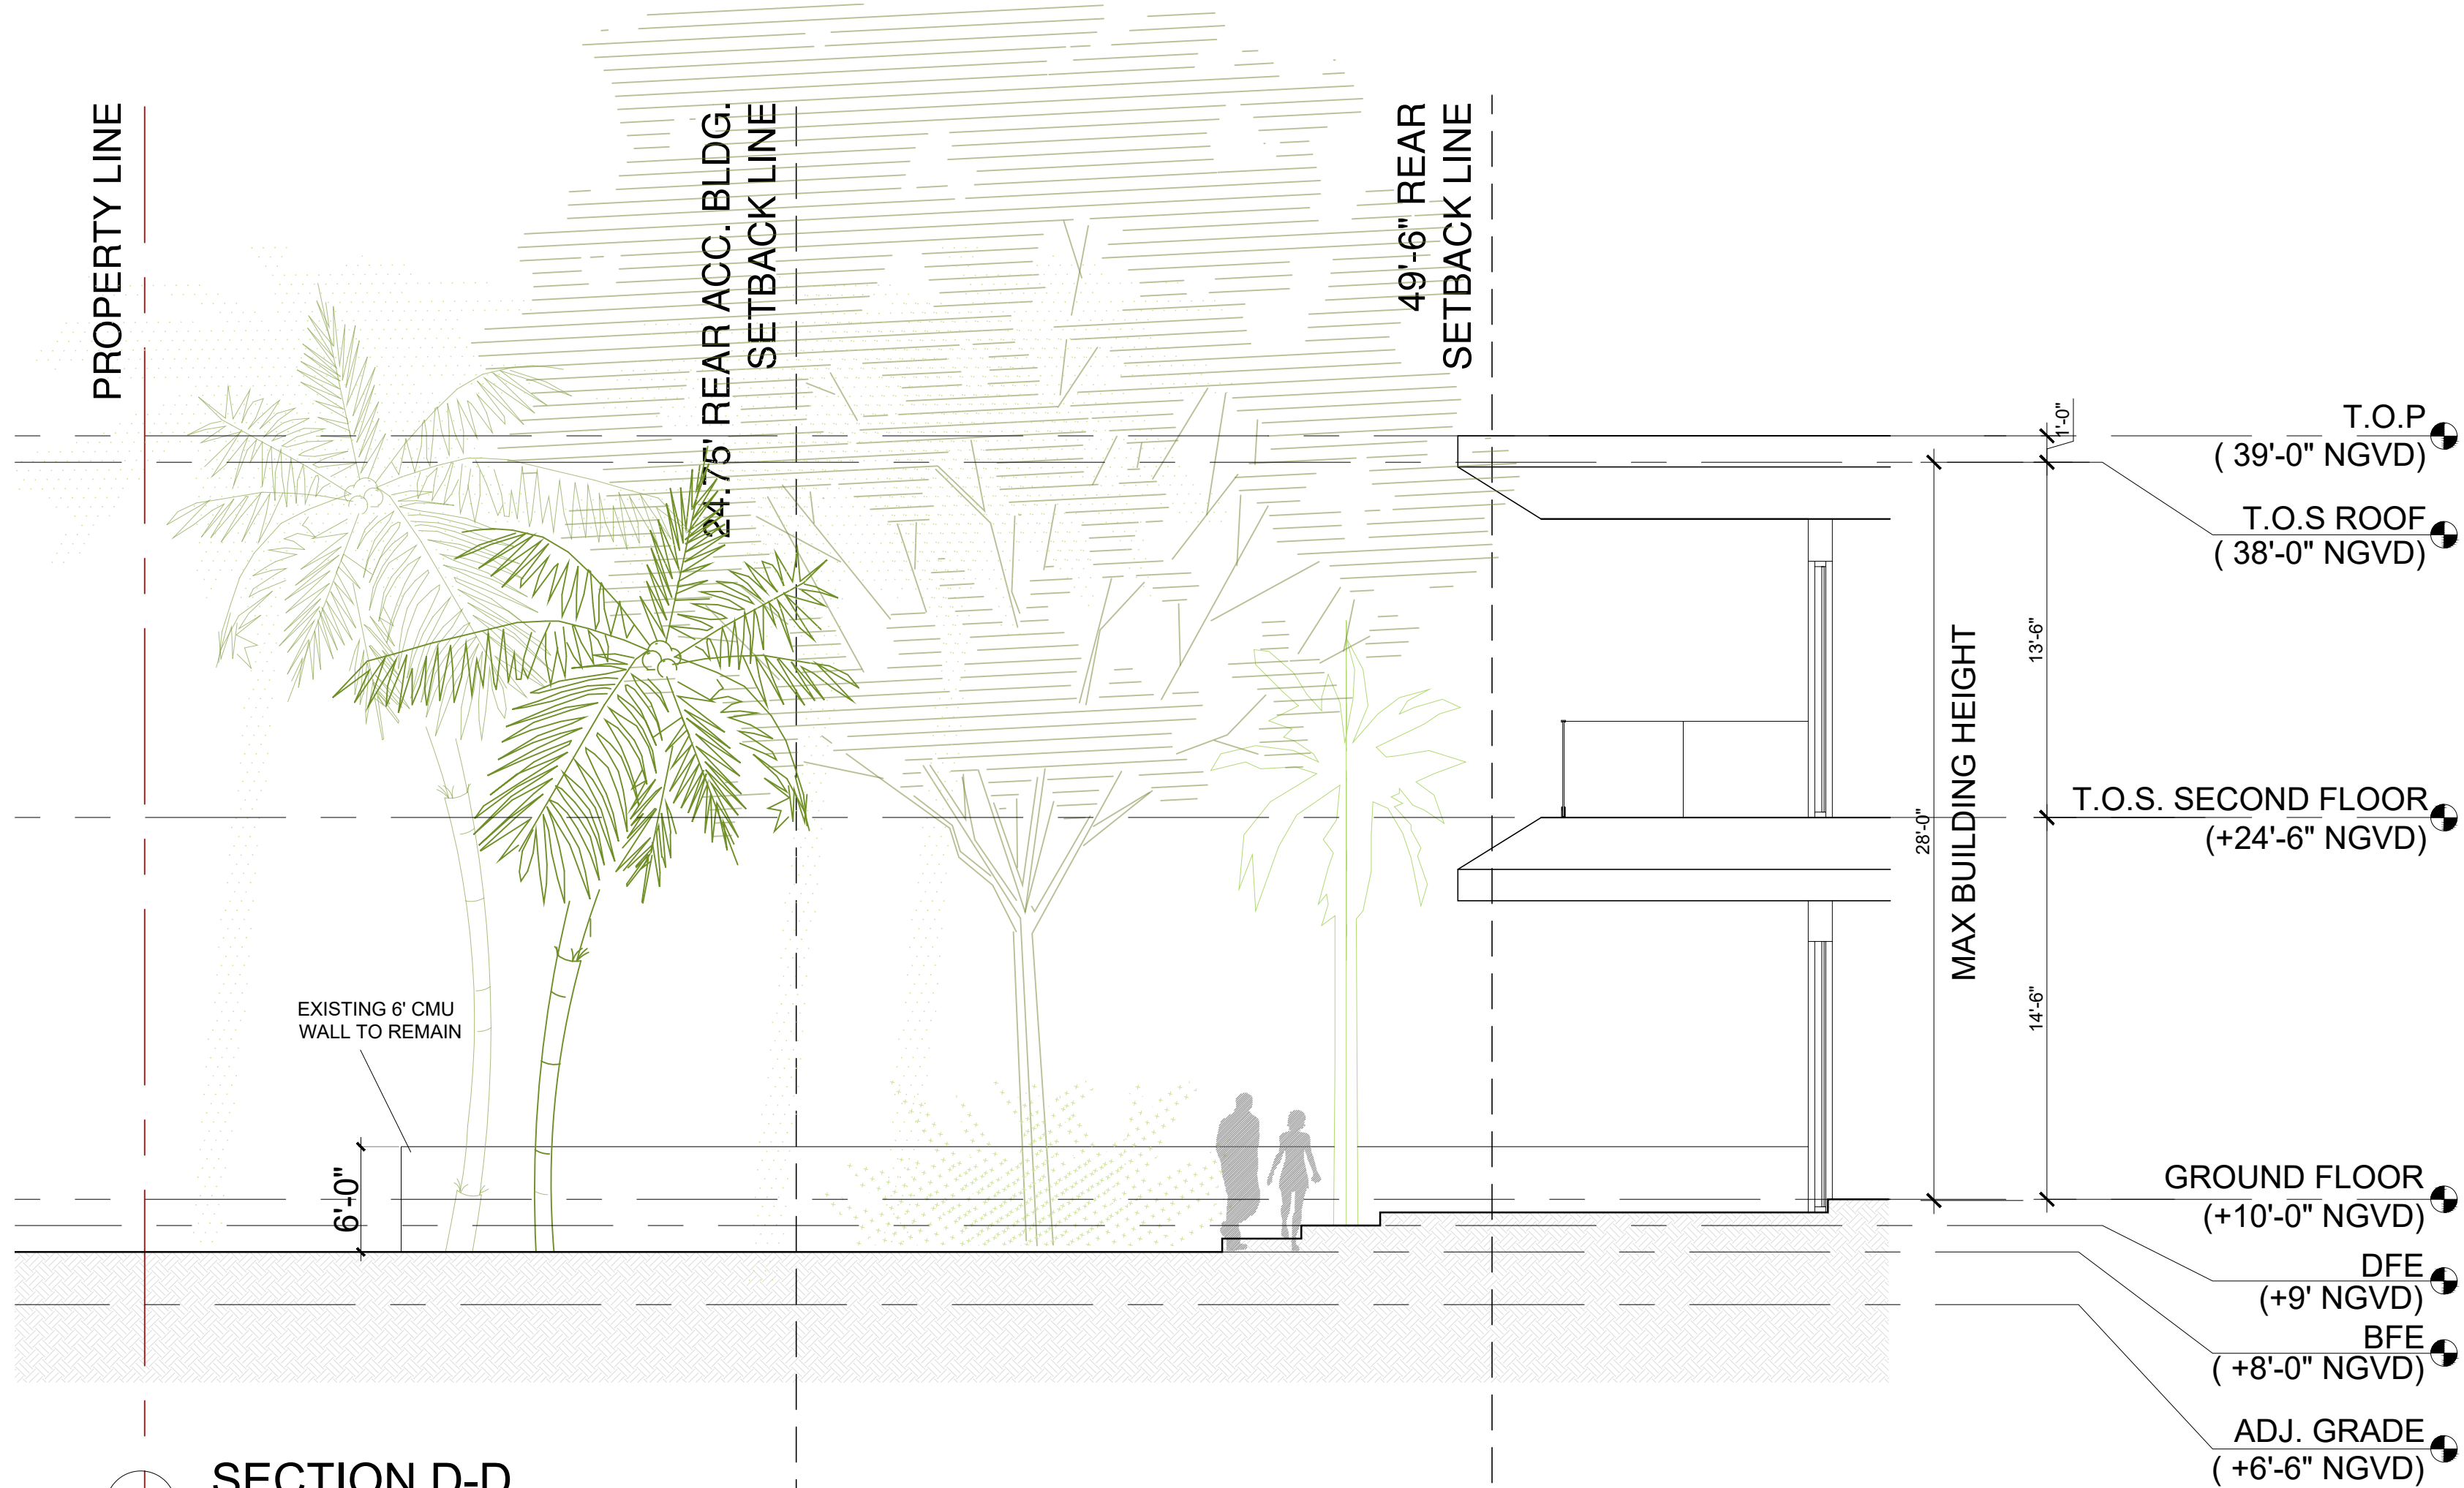 PROPERTY LINE
24.75' REAR ACC. BLDG.
SETBACK LINE
49'-6" REAR
SETBACK LINE
1'-0"
T.O.P
( 39'-0" NGVD)
T.O.S ROOF
( 38'-0" NGVD)
13'-6"
MAX BUILDING HEIGHT
28'-0"
T.O.S. SECOND FLOOR
(+24'-6" NGVD)
14'-6"
EXISTING 6' CMU
WALL TO REMAIN
6'-0"
GROUND FLOOR
(+10'-0" NGVD)
DFE
(+9' NGVD)
BFE
( +8'-0" NGVD)
ADJ. GRADE
( +6'-6" NGVD)
SECTION D-D